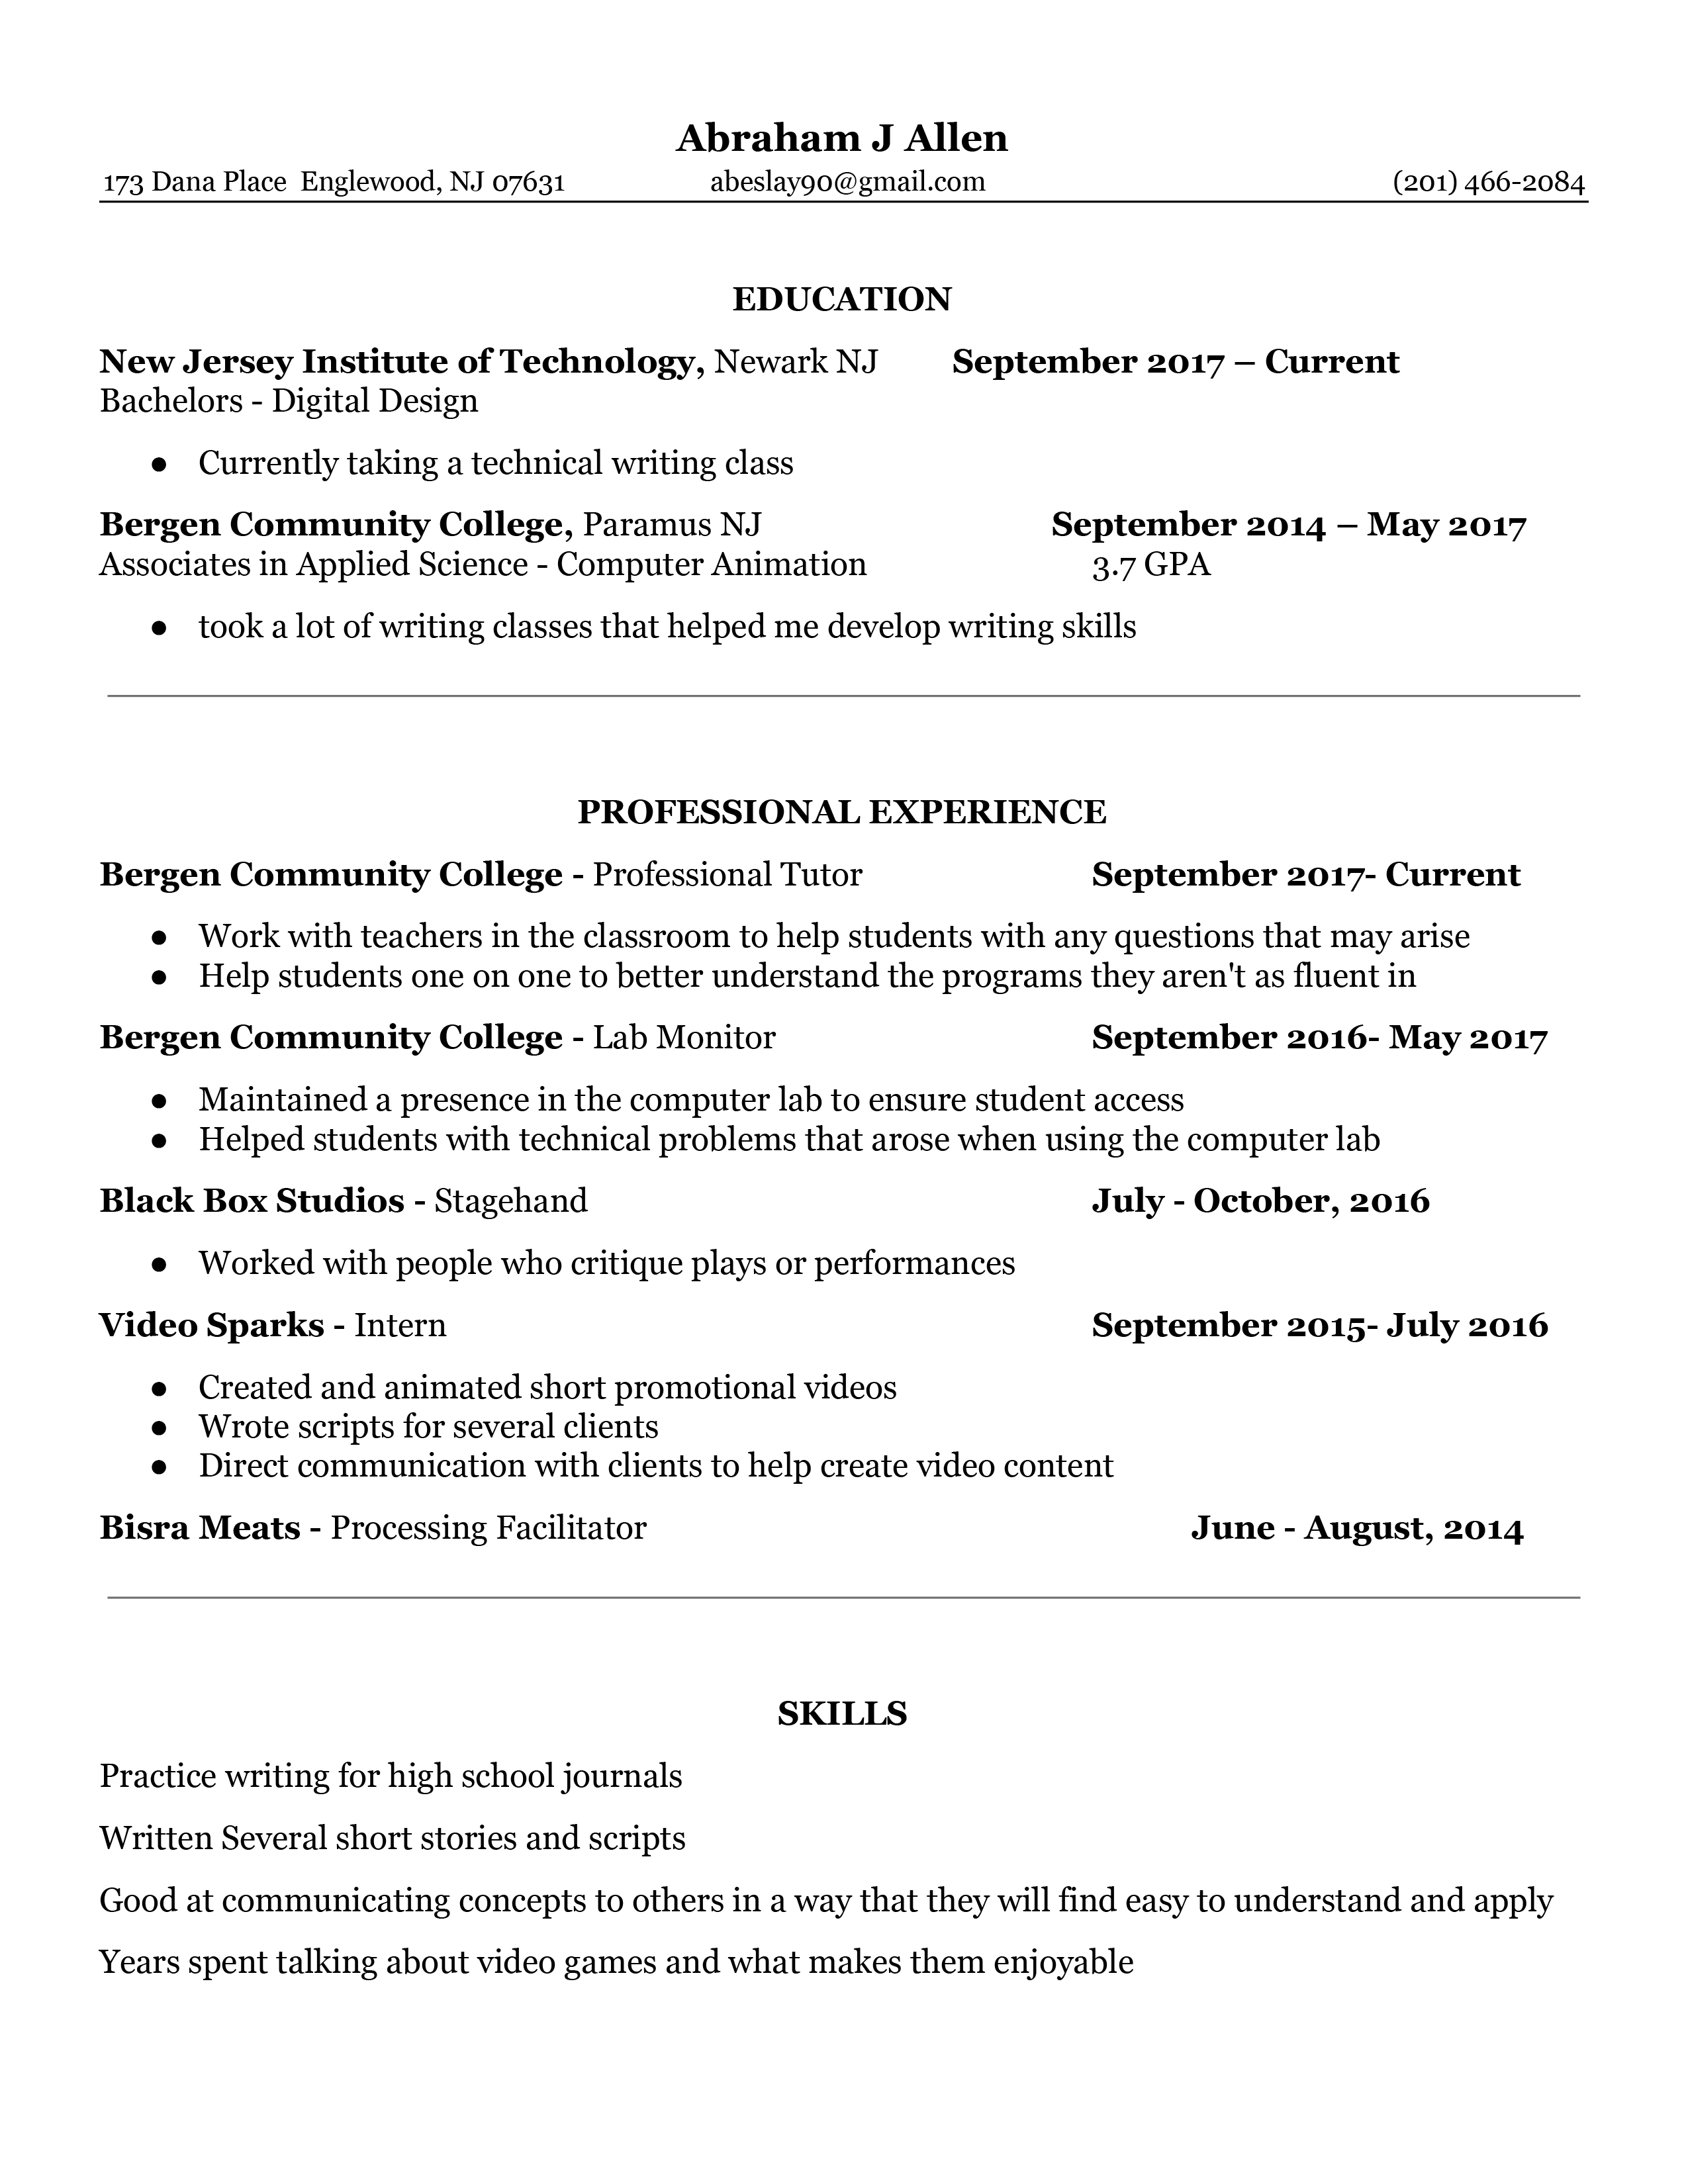 Abraham J Allen
173 Dana Place  Englewood, NJ 07631 abeslay90@gmail.com (201) 466-2084
EDUCATION
New Jersey Institute of Technology, Newark NJ September 2017 – Current
Bachelors - Digital Design
● Currently taking a technical writing class
Bergen Community College, Paramus NJ September 2014 – May 2017
Associates in Applied Science - Computer Animation 3.7 GPA
● took a lot of writing classes that helped me develop writing skills
PROFESSIONAL EXPERIENCE
Bergen Community College - Professional Tutor September 2017- Current
● Work with teachers in the classroom to help students with any questions that may arise
● Help students one on one to better understand the programs they aren't as fluent in
Bergen Community College - Lab Monitor September 2016- May 2017
● Maintained a presence in the computer lab to ensure student access
● Helped students with technical problems that arose when using the computer lab
Black Box Studios - Stagehand July - October, 2016
● Worked with people who critique plays or performances
Video Sparks - Intern September 2015- July 2016
● Created and animated short promotional videos
● Wrote scripts for several clients
● Direct communication with clients to help create video content
Bisra Meats - Processing Facilitator June - August, 2014
SKILLS
Practice writing for high school journals
Written Several short stories and scripts
Good at communicating concepts to others in a way that they will find easy to understand and apply
Years spent talking about video games and what makes them enjoyable